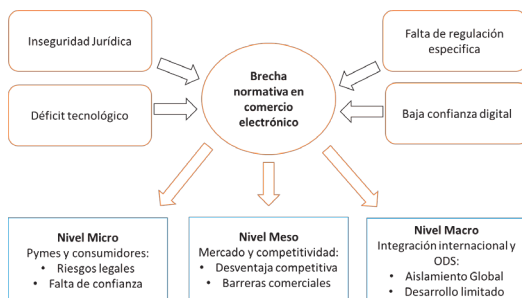 Inseguridad Jurídica
Falta de regulación
especifica
Brecha
normativa en
comercio
electrónico
Déficit tecnológico
Baja confianza digital
Nivel Micro
Pymes y consumidores:
• Riesgos legales
• Falta de confianza
Nivel Meso
Mercado y competitividad:
• Desventaja competitiva
• Barreras comerciales
Nivel Macro
Integración internacional y
ODS:
• Aislamiento Global
• Desarrollo limitado